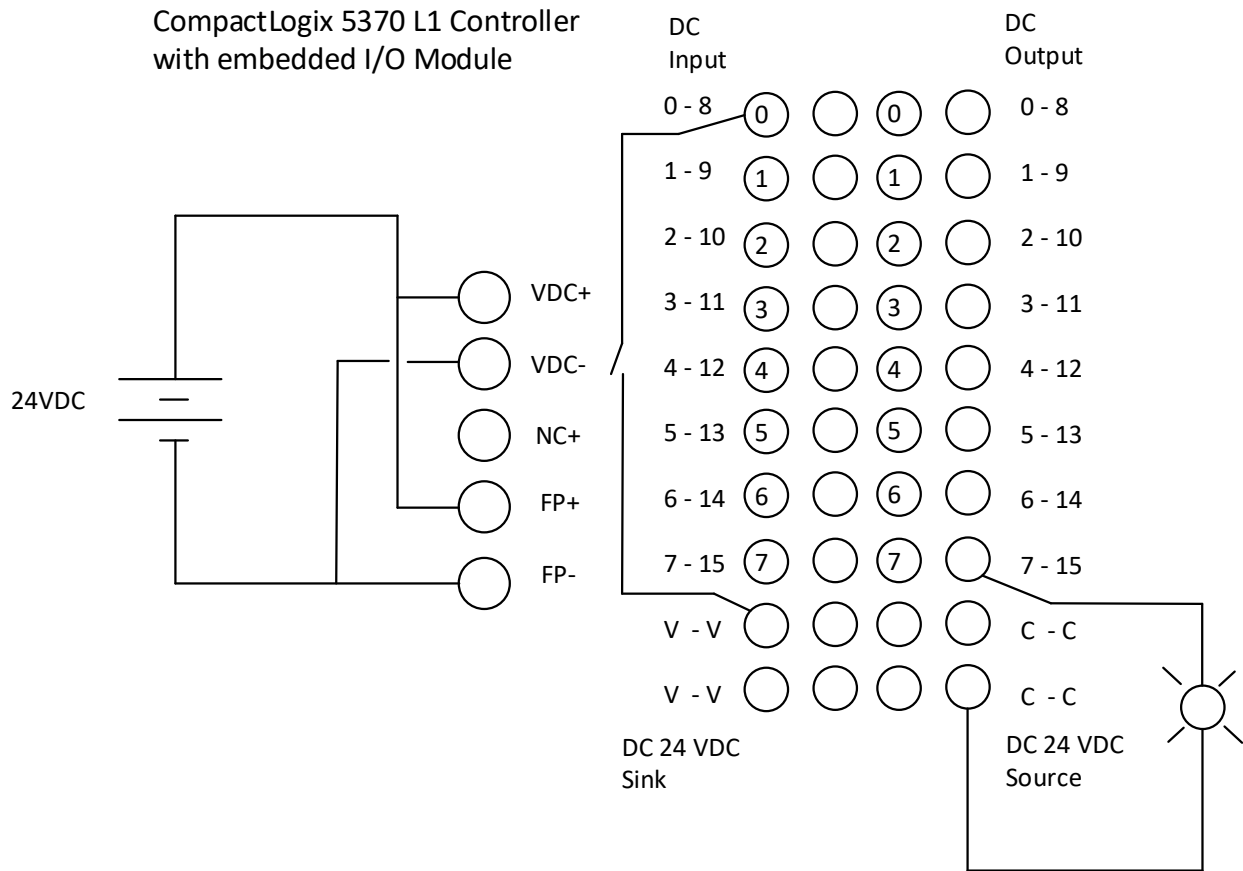 CompactLogix 5370 L1 Controller
with embedded I/O Module
DC
Input
DC
Output
0 - 8
0
0
0 - 8
1 - 9
1
1
1 - 9
2 - 10
2
2
2 - 10
VDC+
3 - 11
3
3
3 - 11
VDC-
4 - 12
4
4
4 - 12
24VDC
NC+
5 - 13
5
5
5 - 13
FP+
6 - 14
6
6
6 - 14
FP-
7 - 15
7
7
7 - 15
V - V
C - C
V - V
C - C
DC 24 VDC
Sink
DC 24 VDC
Source